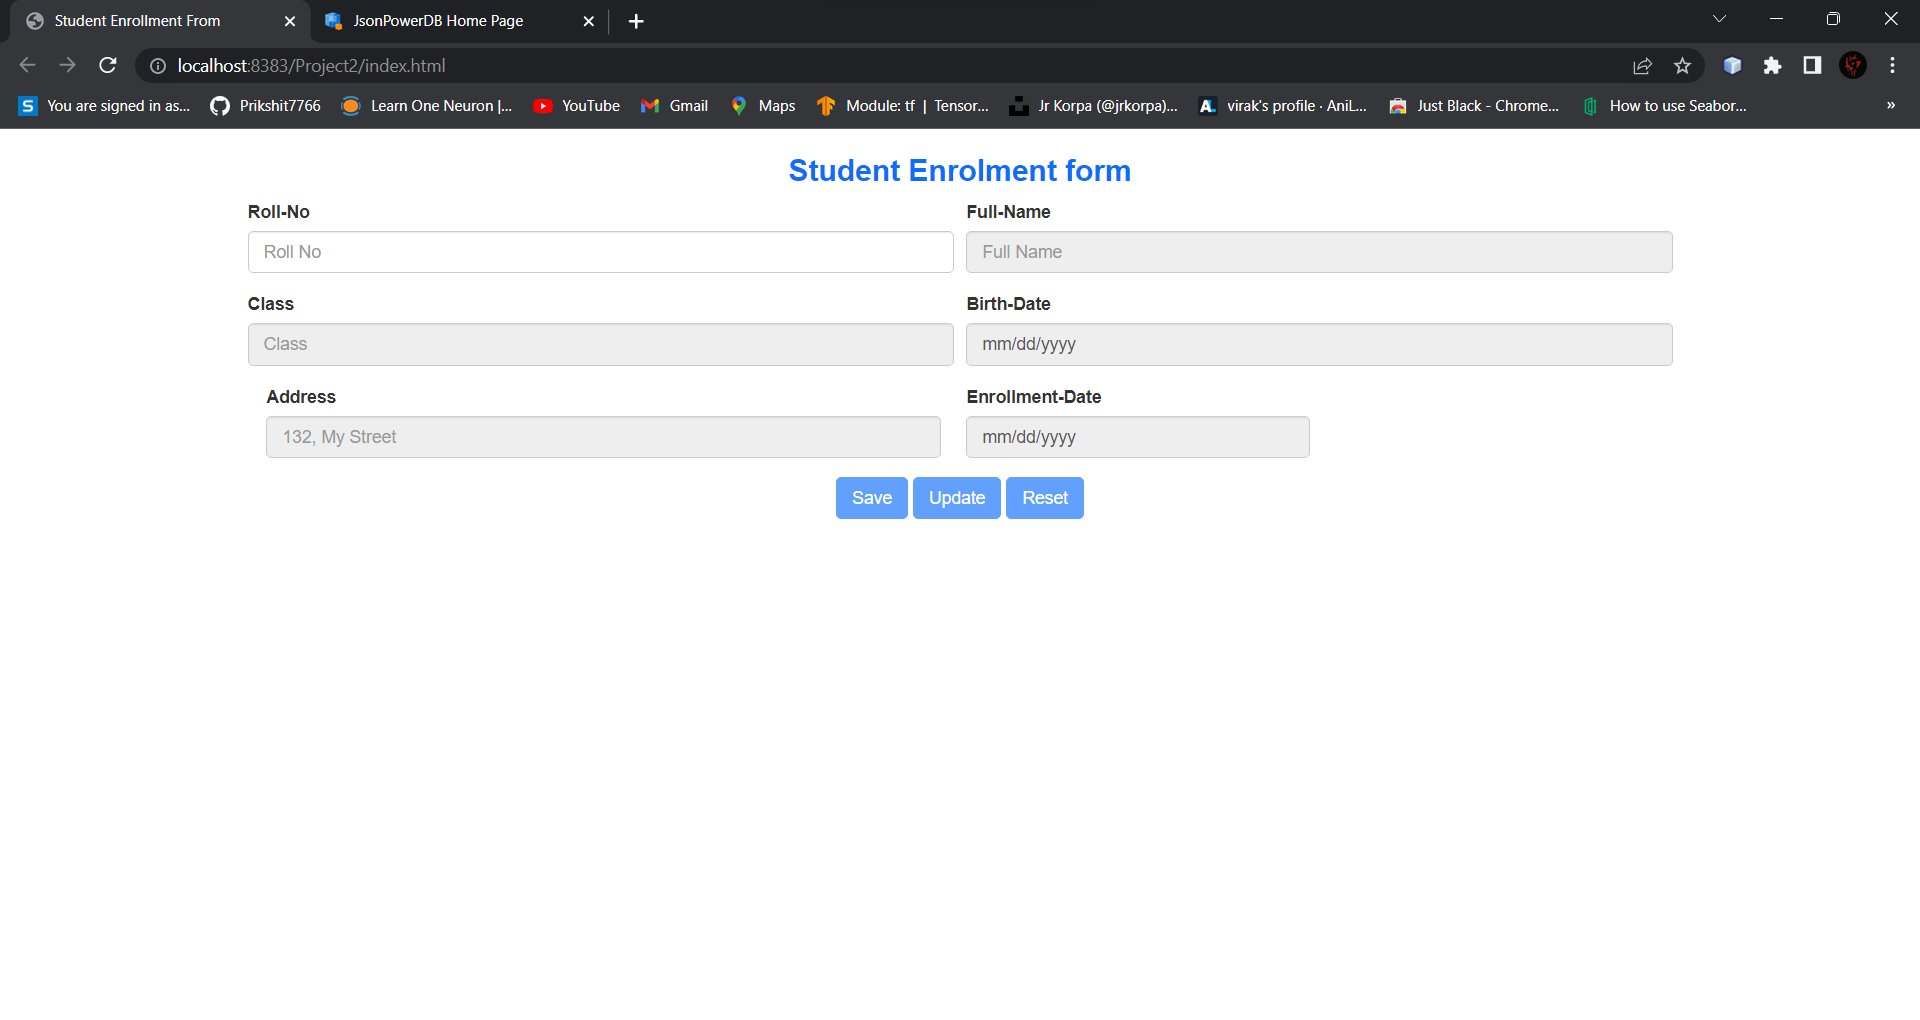 Student Enrollment From
JsonPowerDB Home Page
localhost:8383/Project2/index.html
You are signed in as...
Prikshit7766
Learn One Neuron |...
YouTube
Gmail
Maps
Module: tf | Tensor...
Jr Korpa (@jrkorpa)...
virak's profile · AniL...
Just Black - Chrome...
How to use Seabor...
»
Student Enrolment form
Roll-No
Full-Name
Roll No
Full Name
Class
Birth-Date
Class
mm/dd/yyyy
Address
Enrollment-Date
132, My Street
mm/dd/yyyy
Save
Update
Reset